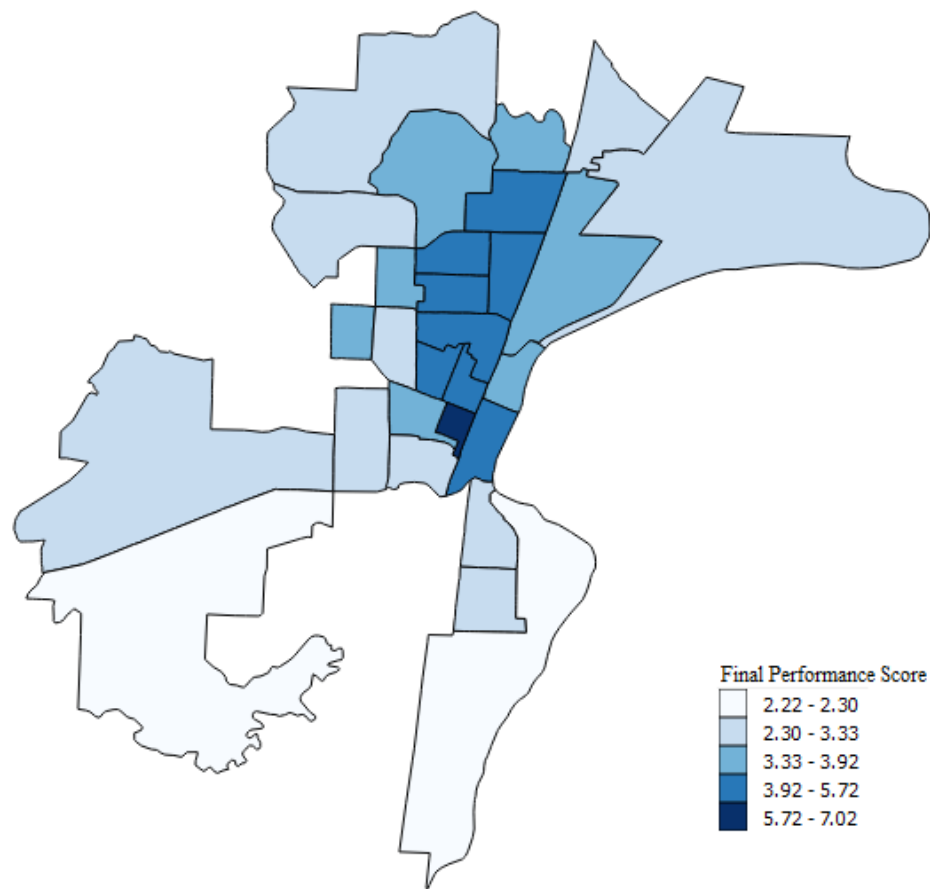 Final Performance Score
2.22 - 2.30
2.30 - 3.33
3.33 - 3.92
3.92 - 5.72
5.72 - 7.02